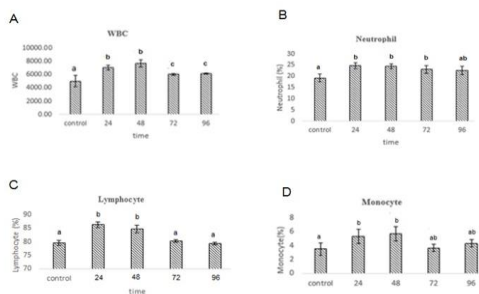 A
WBC
WBC
10000.00
8000.00
6000.00
4000.00
2000.00
0.00
a b b c c
control 24 48 72 96
time
B
Neutrophil
Neutrophil (%)
30
25
20
15
10
5
0
a b b b ab
control 24 48 72 96
time
C
Lymphocyte
Lymphocyte (%)
90
85
80
75
70
a b b a a
control 24 48 72 96
time
D
Monocyte
Monocyte(%)
8
6
4
2
0
a b b ab ab
control 24 48 72 96
time